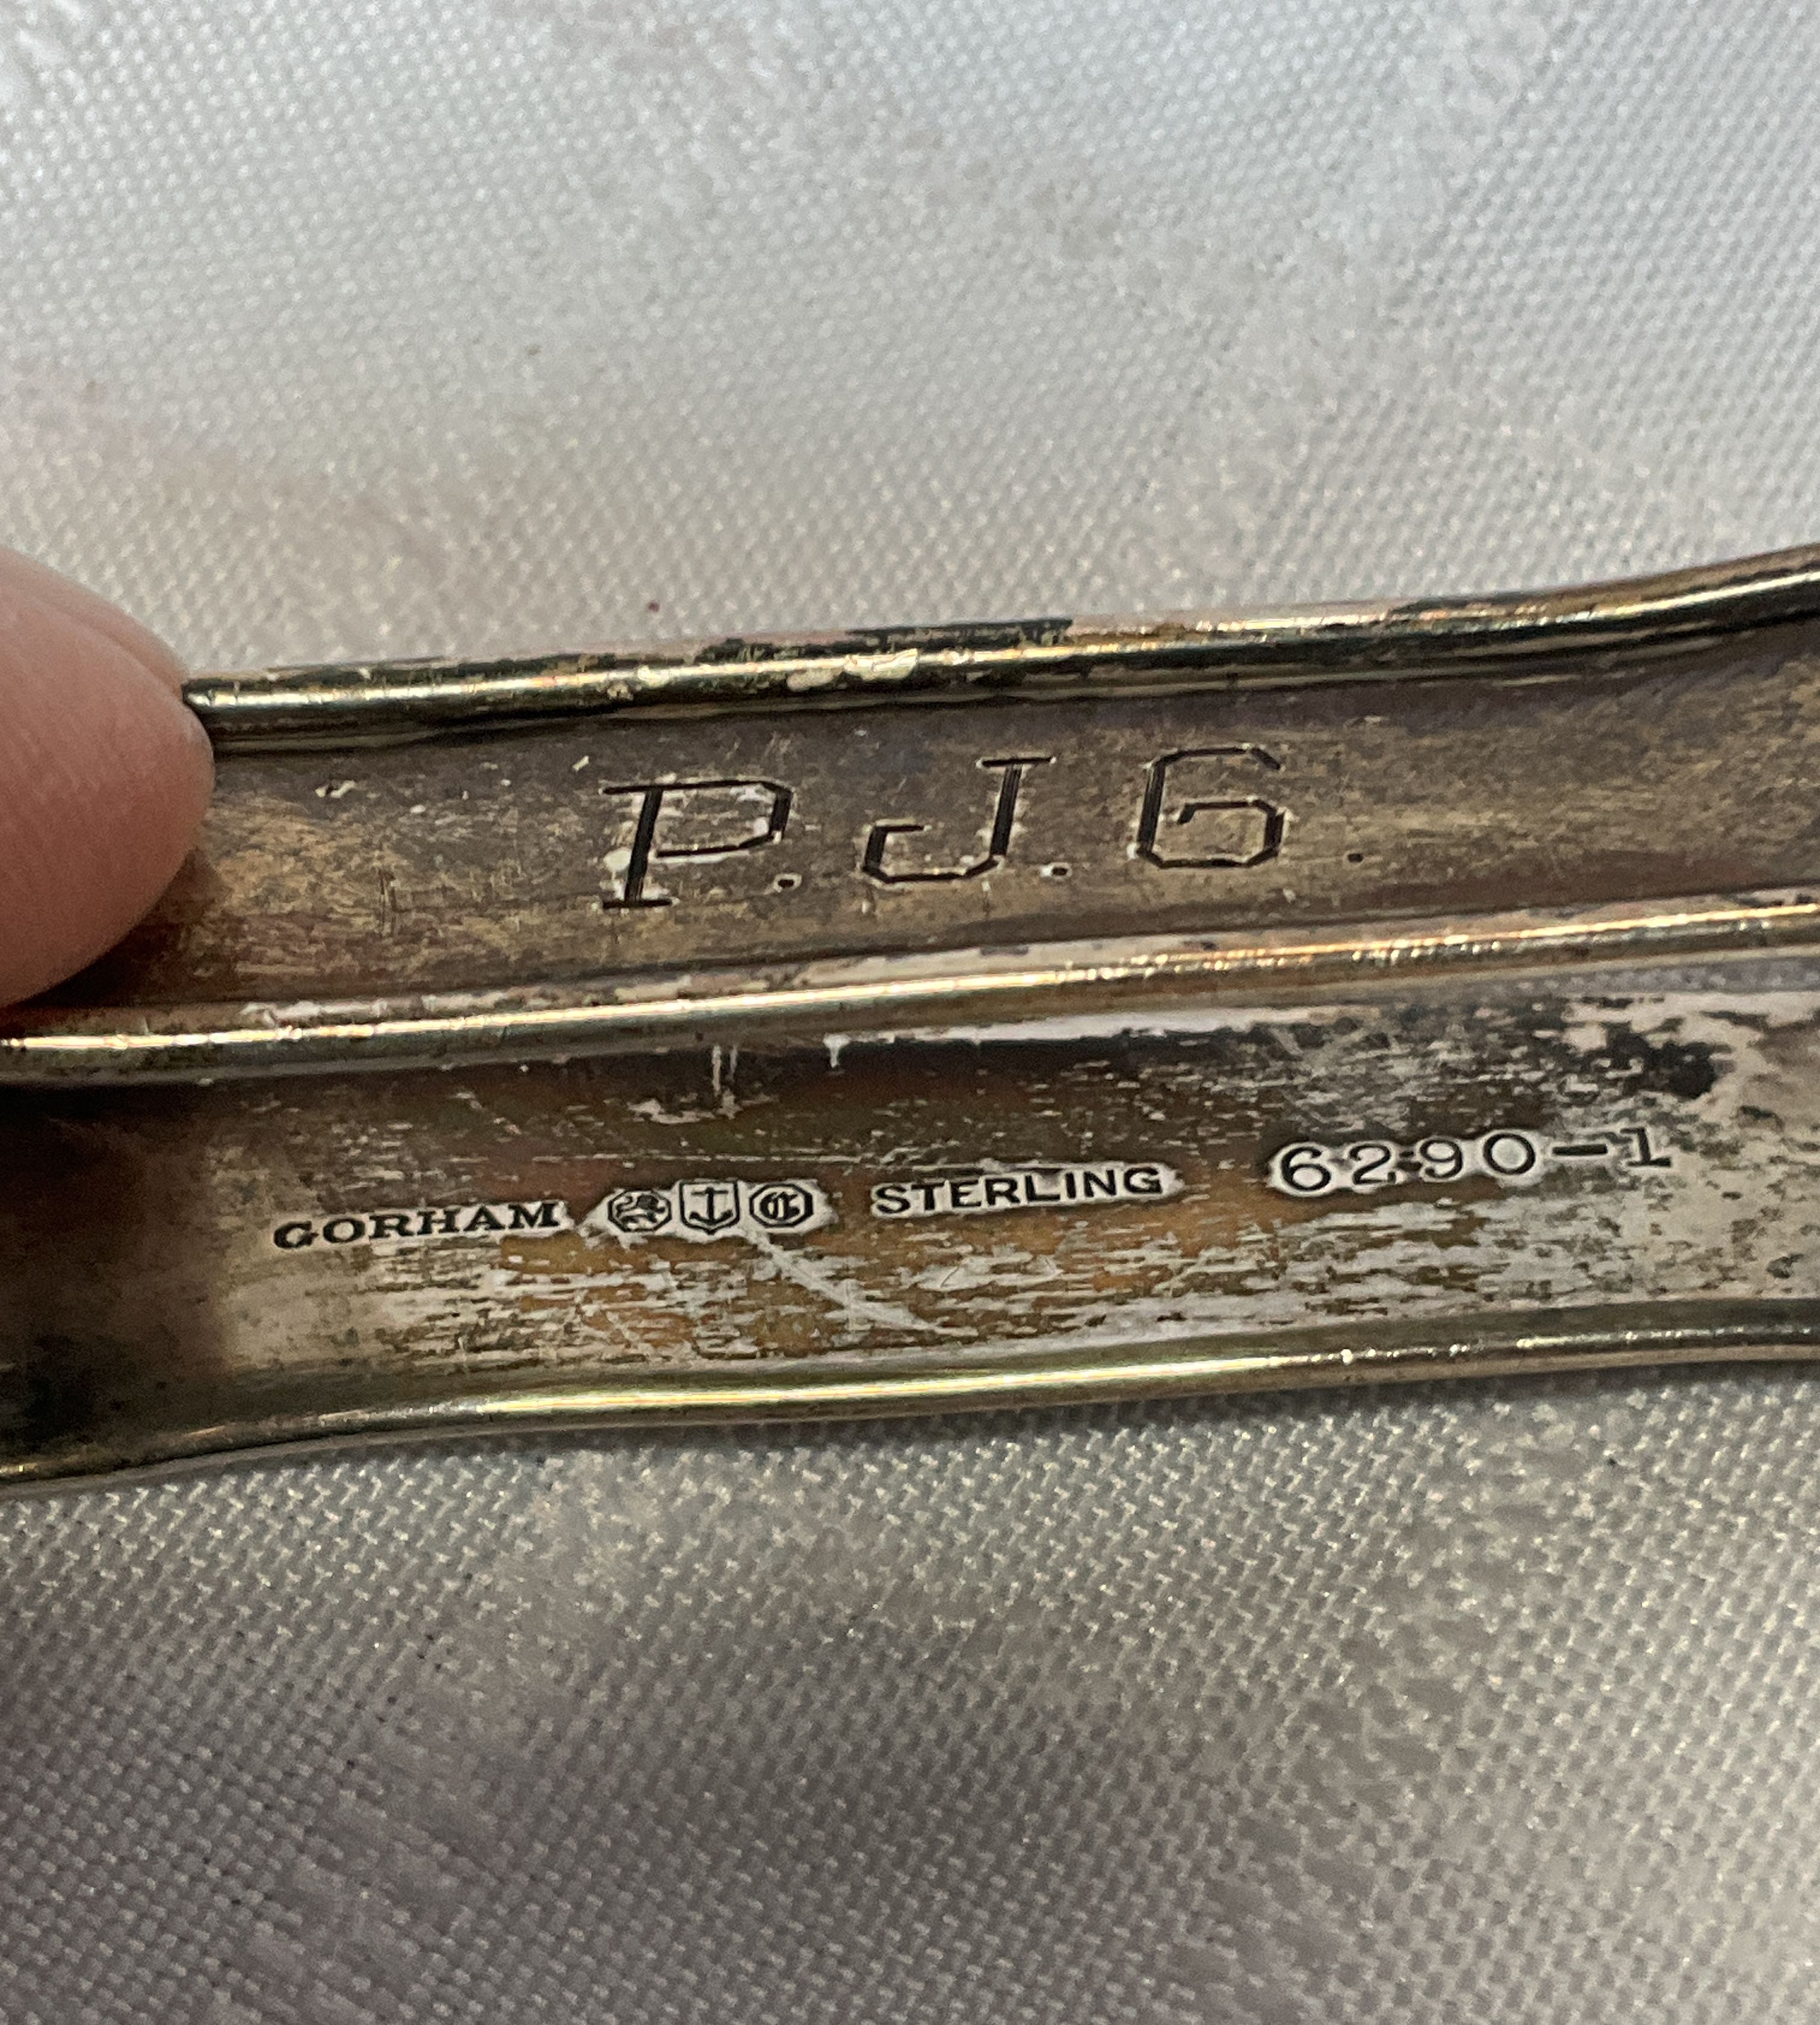 P. J. G.
GORHAM G STERLING 6290-1